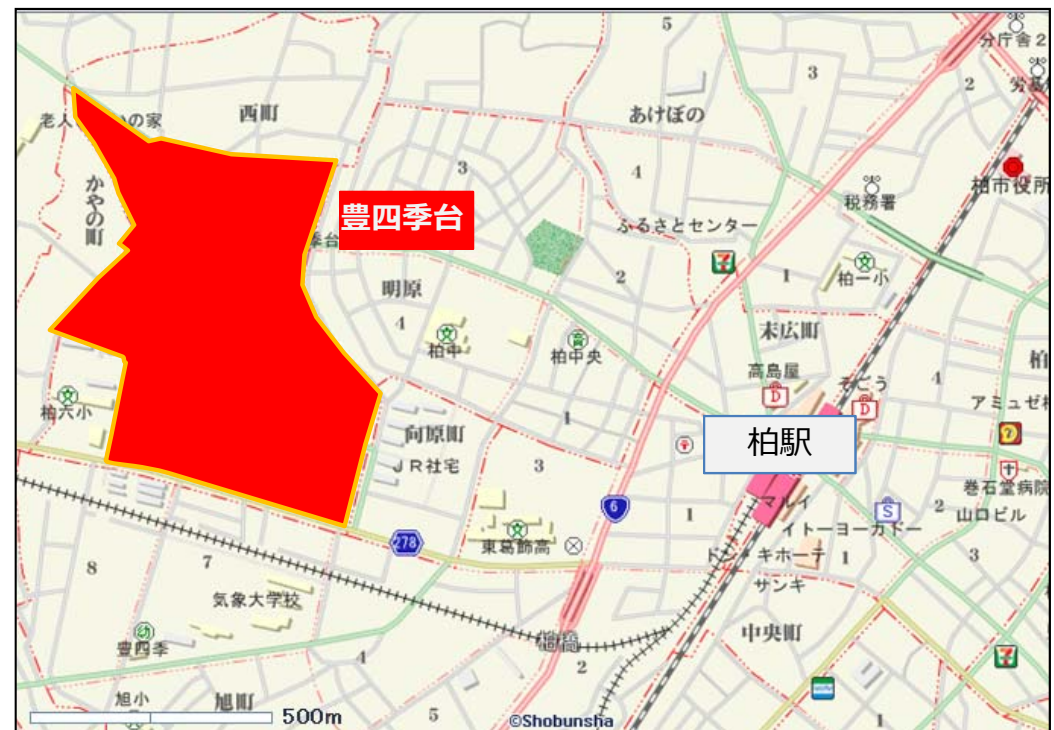 5
分庁舎2
3
2
労基
西町
あけぼの
老人
の家
3
4
かやの町
柏市役所
税務署
豊四季台
ふるさとセンター
季台
2
1
柏一小
明原
末広町
4
柏中
柏中央
高島屋
そごう
D
D
4
柏
アミュゼ柏
柏六小
1
向原町
柏駅
JR社宅
3
巻石堂病院
6
マルイ
S
2
山口ビル
1
イトーヨーカドー
278
東葛飾高
ドン・キホーテ
1
3
8
7
サンキ
気象大学校
柏橋
中央町
豊四季
2
1
旭小
旭町
500m
5
©Shobunsha
1